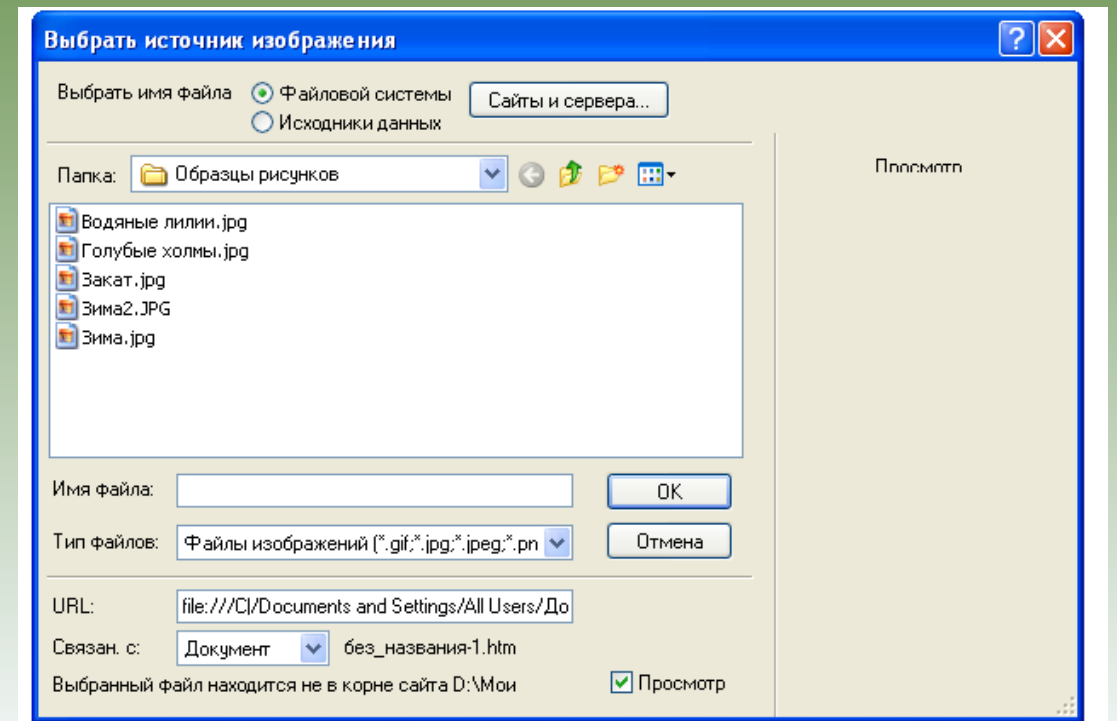 Выбрать источник изображения
Выбрать имя файла
Файловой системы
Сайты и сервера...
Исходники данных
Папка:
Образцы рисунков
Просмотр
Водяные лилии.jpg
Голубые холмы.jpg
Закат.jpg
Зима2.JPG
Зима.jpg
Имя файла:
OK
Тип файлов:
Файлы изображений (*.gif;*.jpg;*.jpeg;*.pn
Отмена
URL:
file:///C|/Documents and Settings/All Users/До
Связан. с:
Документ
без_названия-1.htm
Выбранный файл находится не в корне сайта D:\Мои
Просмотр